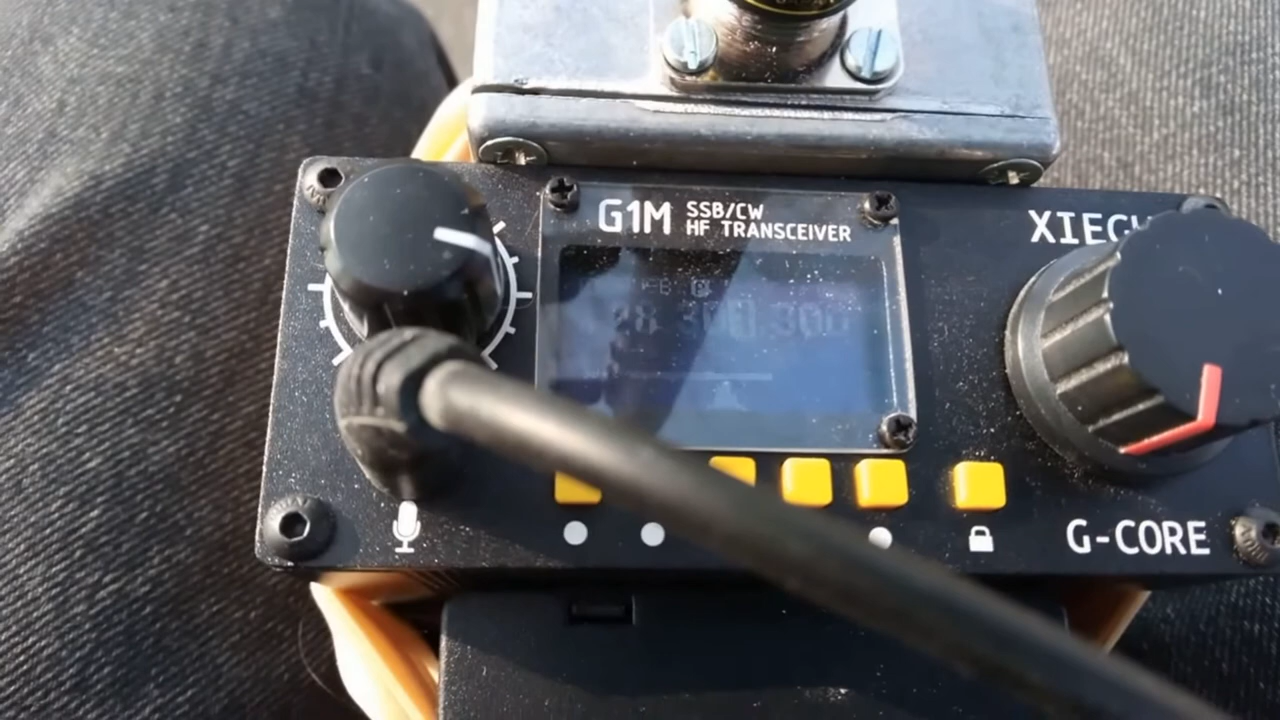 G1M SSB/CW
HF TRANSCEIVER
XIEGU
28.300.300
G-CORE